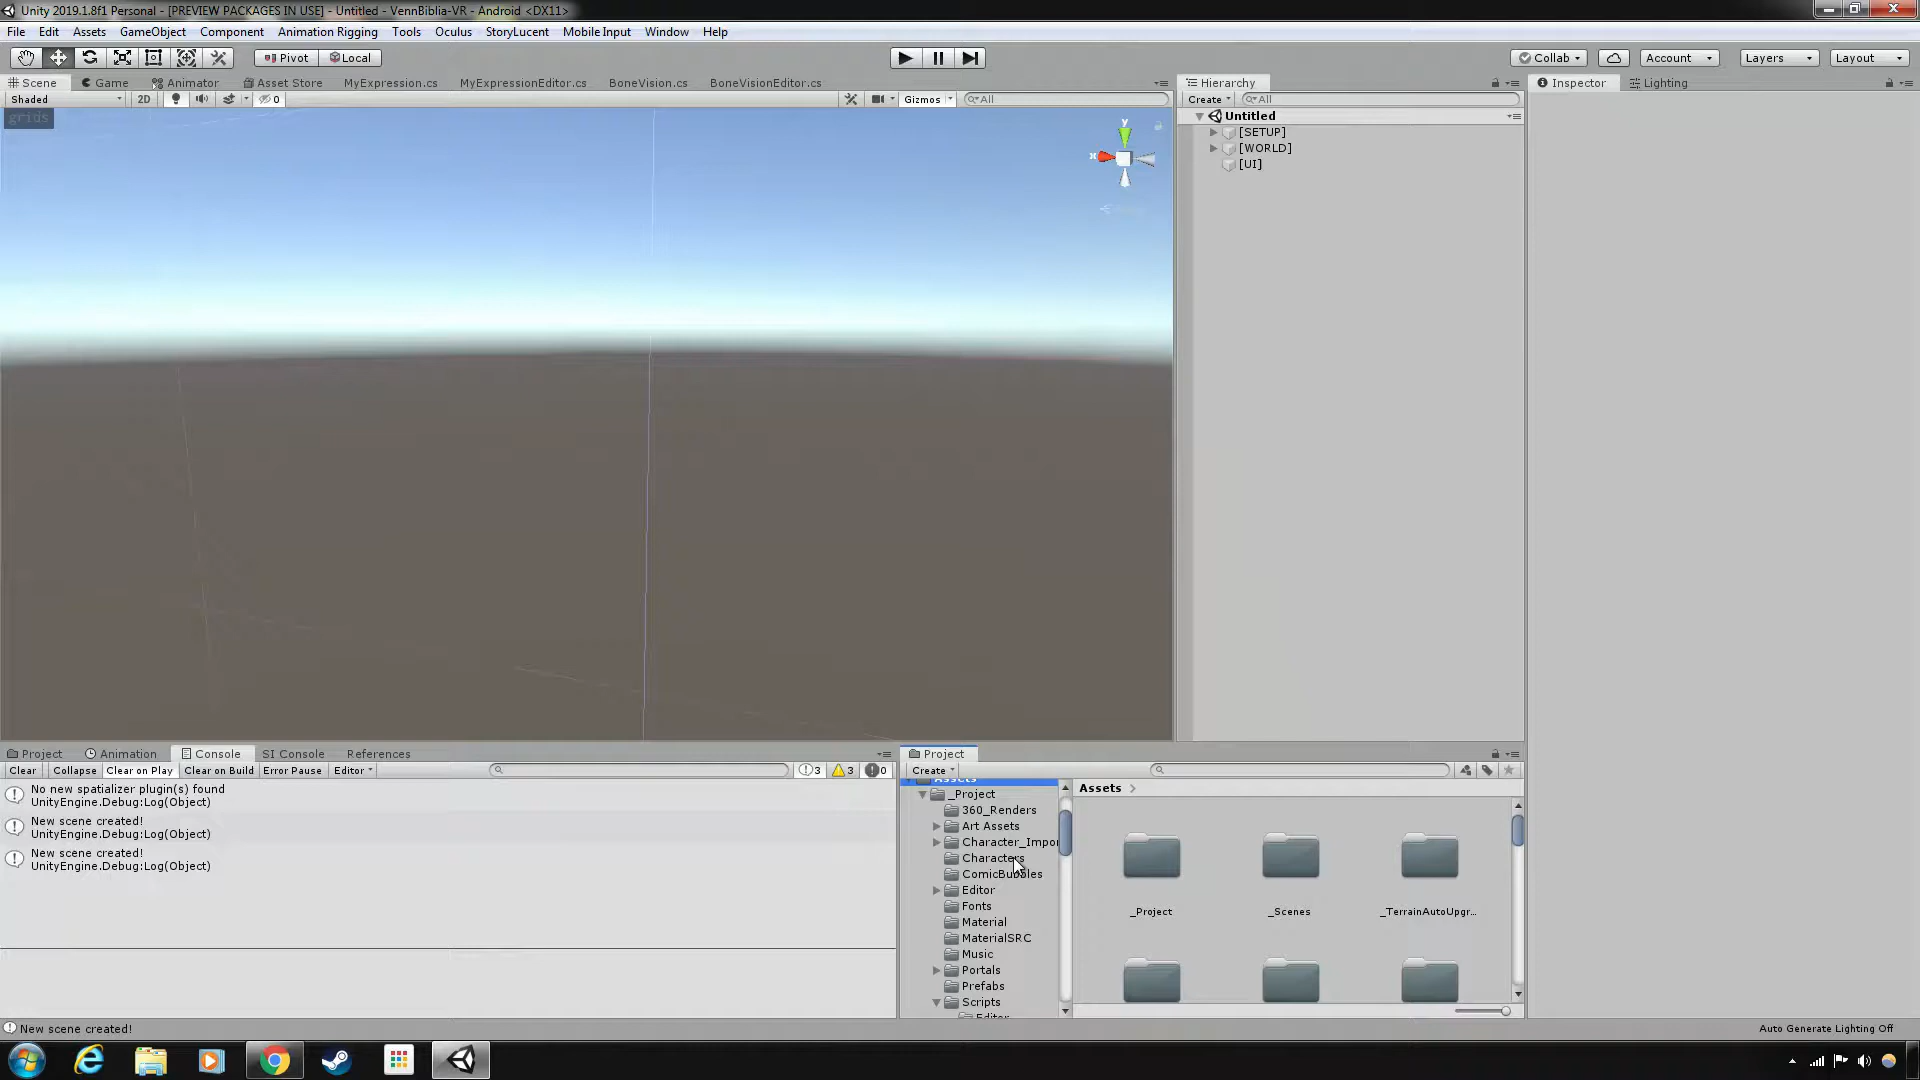 Unity 2019.1.8f1 Personal - [PREVIEW PACKAGES IN USE] - Untitled - VennBiblia-VR - Android <DX11>
File Edit Assets GameObject Component Animation Rigging Tools Oculus StoryLucent Mobile Input Window Help
Pivot Local Collab Account Layers Layout
Scene Game Animator Asset Store MyExpression.cs MyExpressionEditor.cs BoneVision.cs BoneVisionEditor.cs
Shaded 2D 0 Gizmos All
grids
y
x
Hierarchy
Create All
Untitled
[SETUP]
[WORLD]
[UI]
Inspector Lighting
Project Animation Console SI Console References
Clear Collapse Clear on Play Clear on Build Error Pause Editor 3 3 0
No new spatializer plugin(s) found
UnityEngine.Debug:Log(Object)
New scene created!
UnityEngine.Debug:Log(Object)
New scene created!
UnityEngine.Debug:Log(Object)
Project
Create
Assets
_Project
360_Renders
Art Assets
Character_Impor
Characters
ComicBubbles
Editor
Fonts
Material
MaterialSRC
Music
Portals
Prefabs
Scripts
Editor
Assets
_Project _Scenes _TerrainAutoUpgr...
New scene created!
Auto Generate Lighting Off